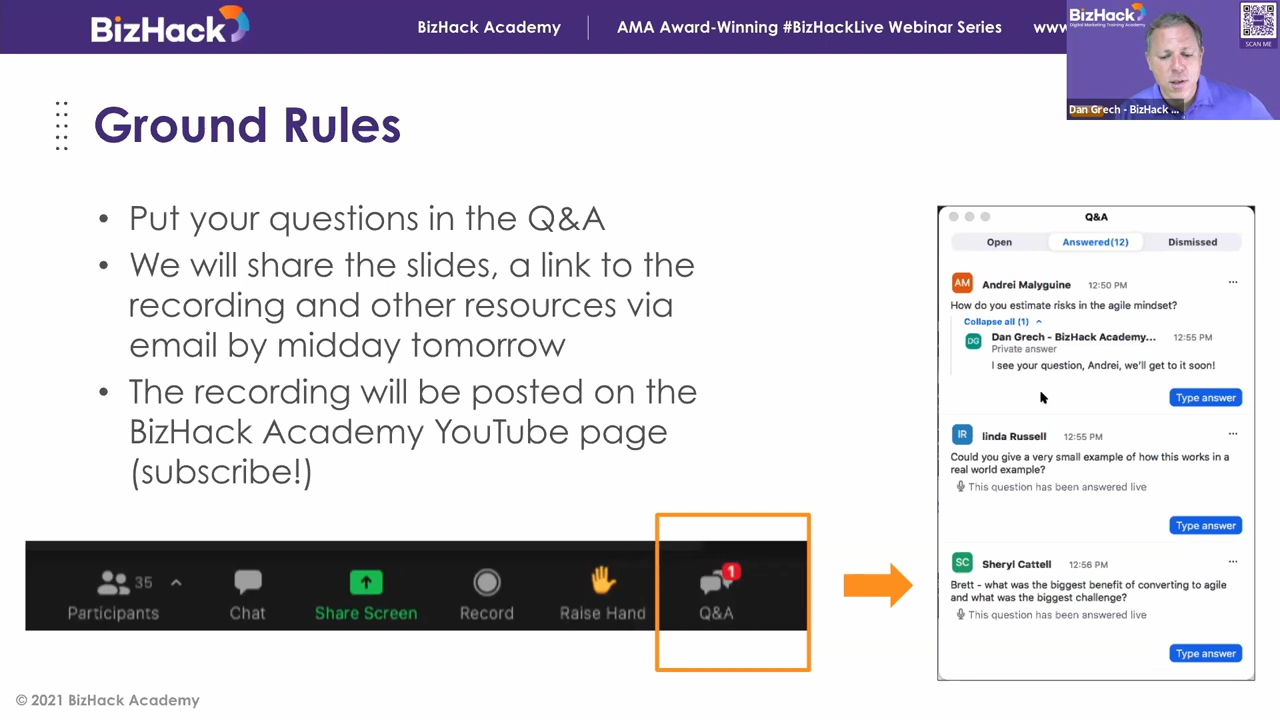 BizHack
BizHack Academy
AMA Award-Winning #BizHackLive Webinar Series
www
BizHack
Digital Marketing Training Academy
SCAN ME
Dan Grech - BizHack ...
Ground Rules
• Put your questions in the Q&A
• We will share the slides, a link to the
recording and other resources via
email by midday tomorrow
• The recording will be posted on the
BizHack Academy YouTube page
(subscribe!)
35
Participants
Chat
Share Screen
Record
Raise Hand
1
Q&A
Q&A
Open
Answered(12)
Dismissed
AM
Andrei Malyguine 12:50 PM
...
How do you estimate risks in the agile mindset?
Collapse all (1)
DG
Dan Grech - BizHack Academy... 12:55 PM
Private answer
I see your question, Andrei, we'll get to it soon!
Type answer
lR
linda Russell 12:55 PM
...
Could you give a very small example of how this works in a
real world example?
This question has been answered live
Type answer
SC
Sheryl Cattell 12:56 PM
...
Brett - what was the biggest benefit of converting to agile
and what was the biggest challenge?
This question has been answered live
Type answer
© 2021 BizHack Academy